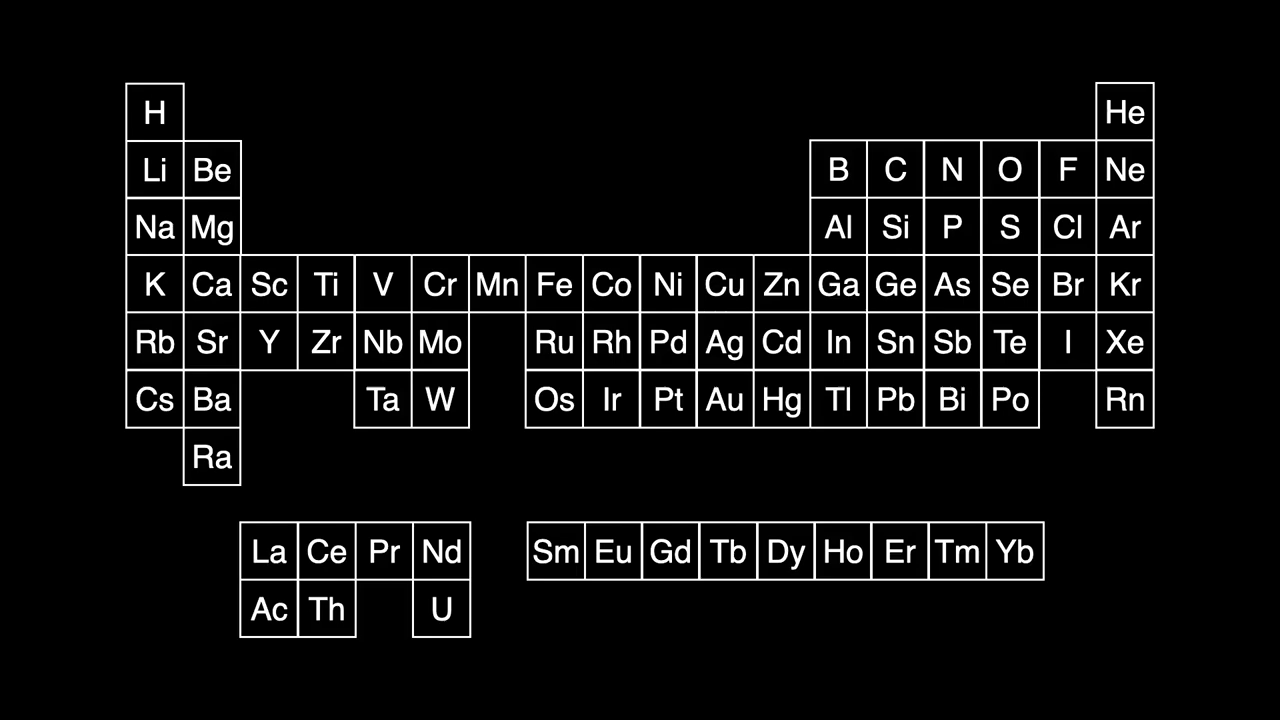 H He
Li Be B C N O F Ne
Na Mg Al Si P S Cl Ar
K Ca Sc Ti V Cr Mn Fe Co Ni Cu Zn Ga Ge As Se Br Kr
Rb Sr Y Zr Nb Mo Ru Rh Pd Ag Cd In Sn Sb Te I Xe
Cs Ba Ta W Os Ir Pt Au Hg Tl Pb Bi Po Rn
Ra
La Ce Pr Nd Sm Eu Gd Tb Dy Ho Er Tm Yb
Ac Th U